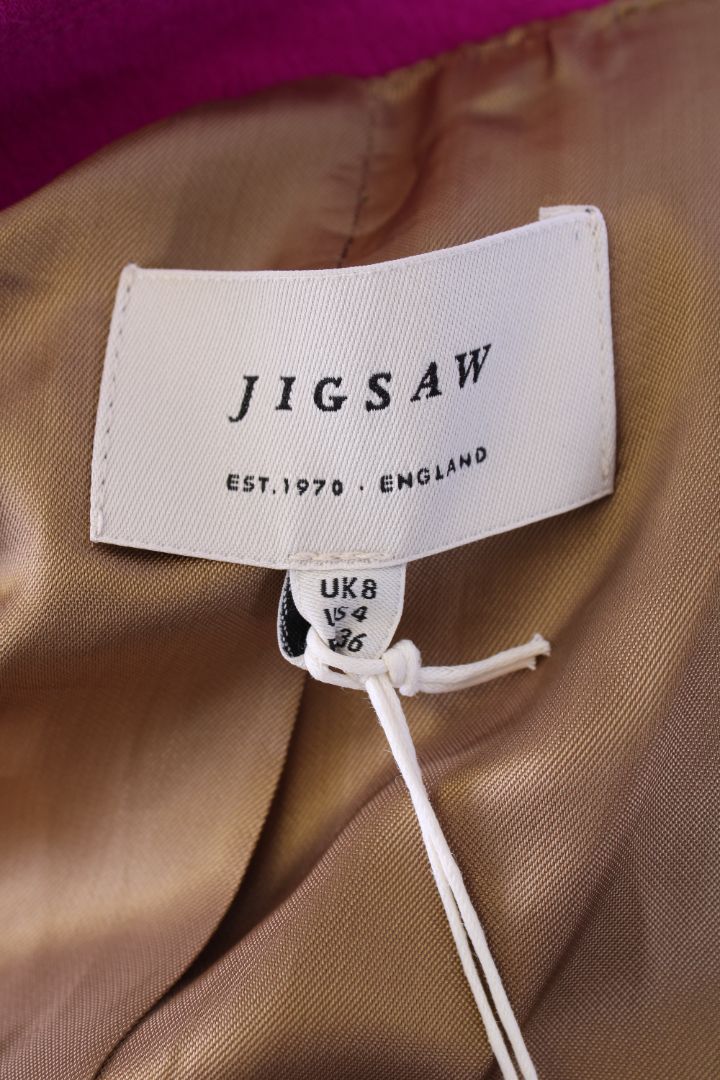 JIGSAW
EST. 1970 · ENGLAND
UK8
US4
36